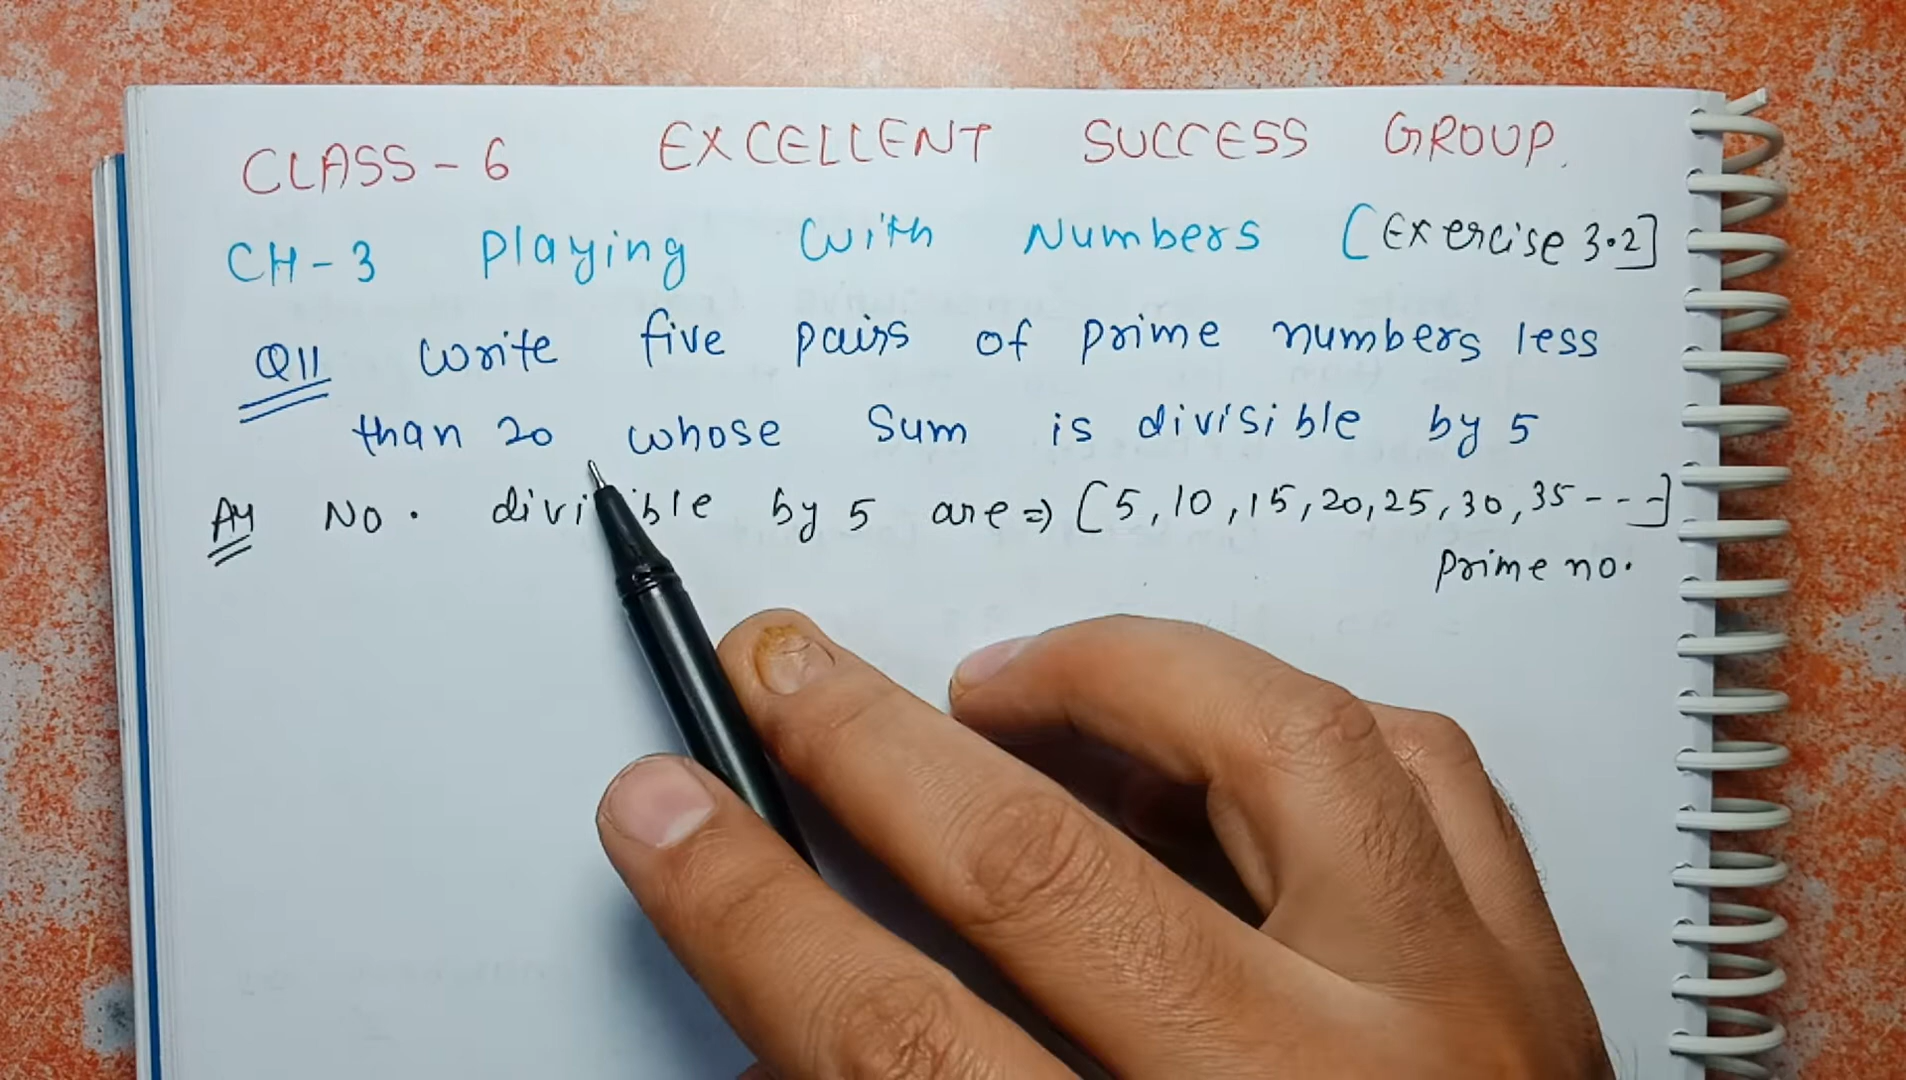 CLASS - 6 EXCELLENT SUCCESS GROUP.
CH - 3 Playing With Numbers [Exercise 3.2]
Q11 Write five pairs of prime numbers less
than 20 whose Sum is divisible by 5
No. divisible by 5 are => [5, 10, 15, 20, 25, 30, 35 - - -]
Prime no.